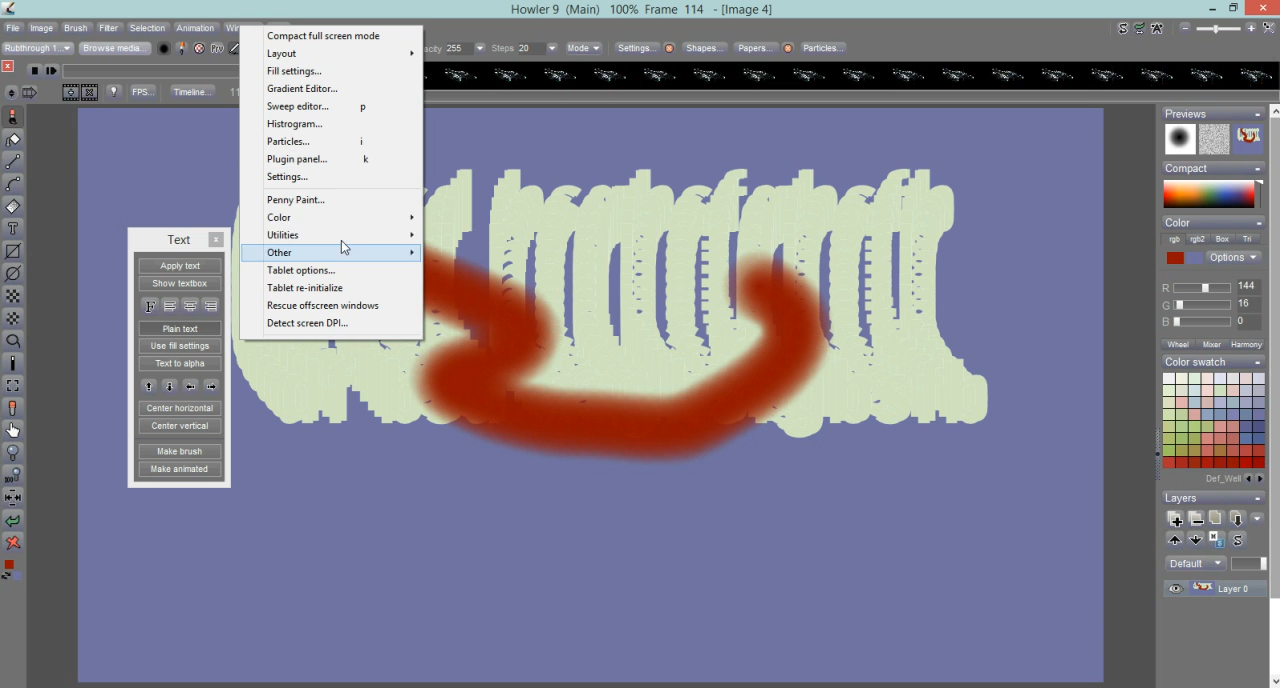 Howler 9 (Main) 100% Frame 114 - [Image 4]
File Image Brush Filter Selection Animation
Rubthrough 1... Browse media... Pro 255 Steps 20 Mode Settings... Shapes... Papers... Particles...
FPS... Timeline...
Compact full screen mode
Layout
Fill settings...
Gradient Editor...
Sweep editor... p
Histrogram...
Particles... i
Plugin panel... k
Settings...
Penny Paint...
Color
Utilities
Other
Tablet options...
Tablet re-initialize
Rescue offscreen windows
Detect screen DPI...
Text
Apply text
Show textbox
Plain text
Use fill settings
Text to alpha
Center horizontal
Center vertical
Make brush
Make animated
Previews
Compact
Color
rgb rgb2 Box Tri
Options
R 144
G 16
B 0
Wheel Mixer Harmony
Color swatch
Def_Well
Layers
Default
Layer 0